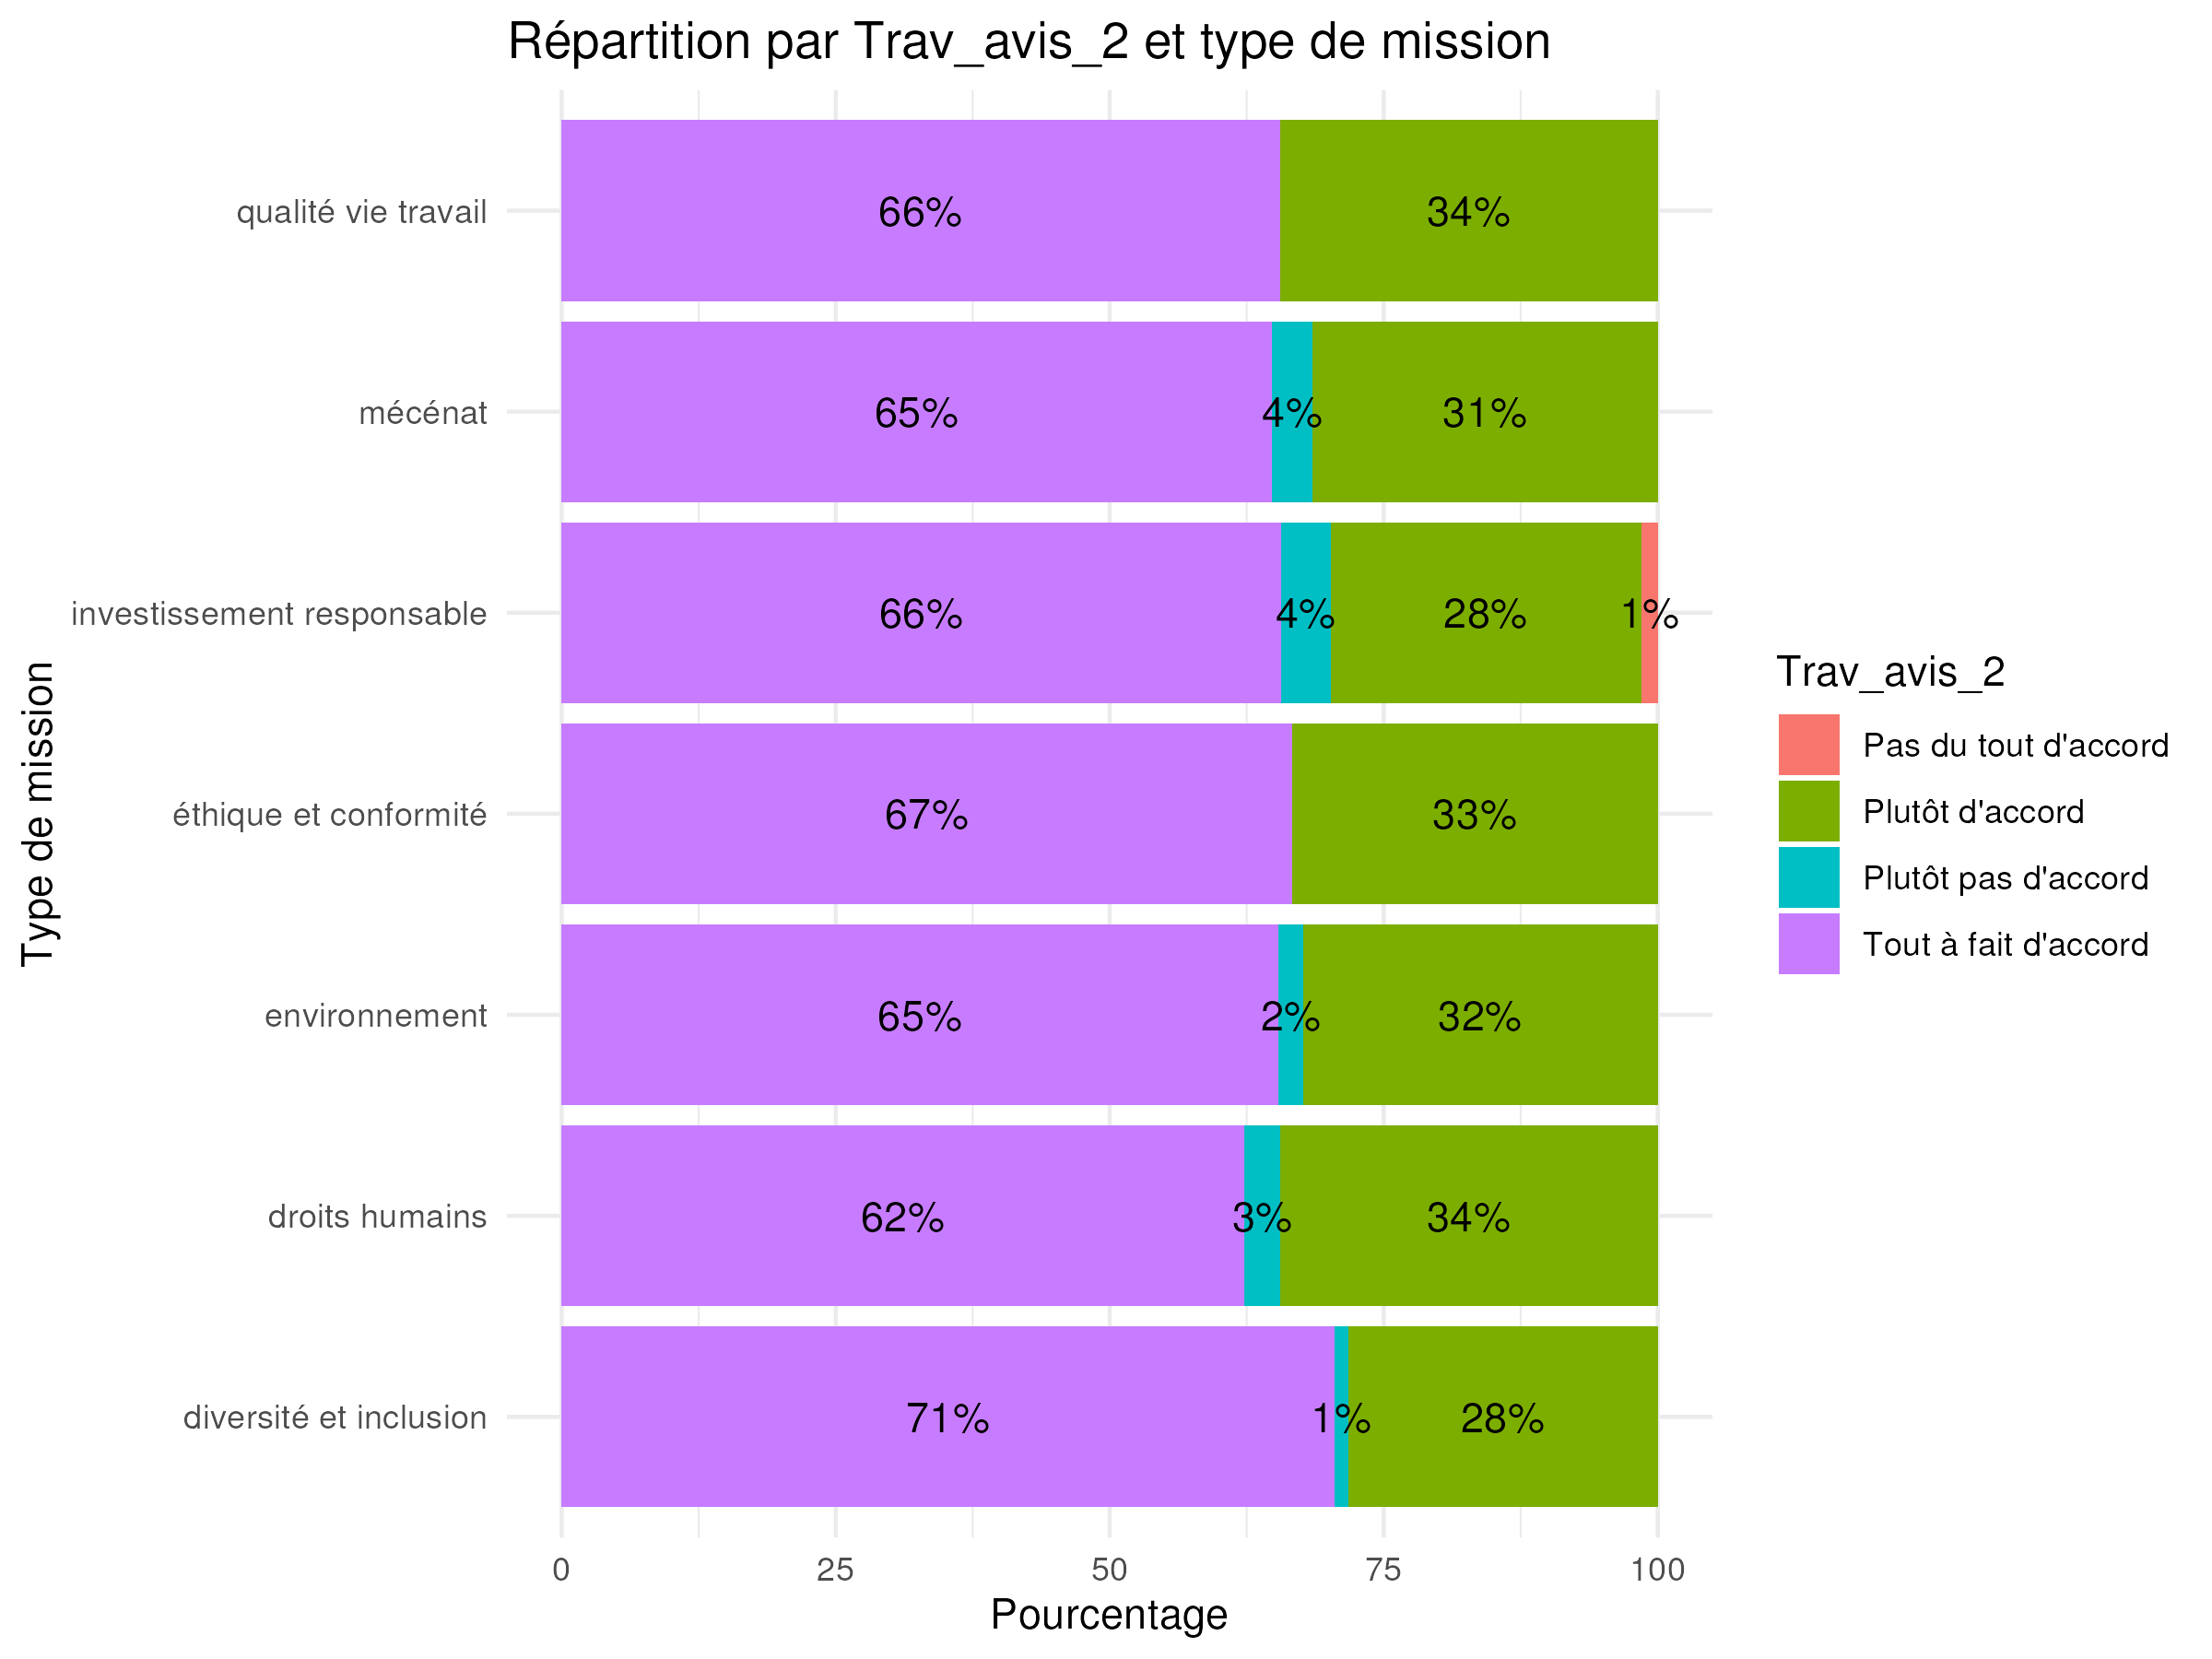 Répartition par Trav_avis_2 et type de mission
Type de mission
qualité vie travail
66%
34%
mécénat
65%
4%
31%
investissement responsable
66%
4%
28%
1%
éthique et conformité
67%
33%
environnement
65%
2%
32%
droits humains
62%
3%
34%
diversité et inclusion
71%
1%
28%
0
25
50
75
100
Pourcentage
Trav_avis_2
Pas du tout d'accord
Plutôt d'accord
Plutôt pas d'accord
Tout à fait d'accord